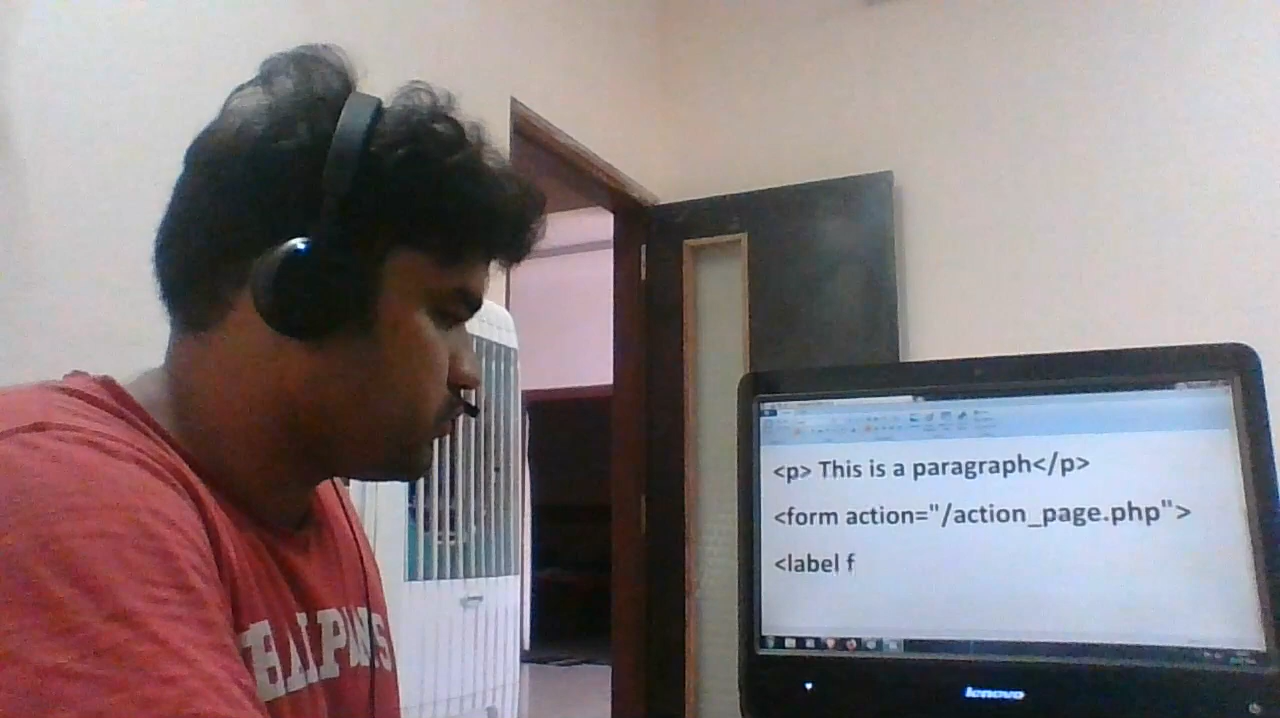 <p> This is a paragraph</p>
<form action="/action_page.php">
<label f
lenovo